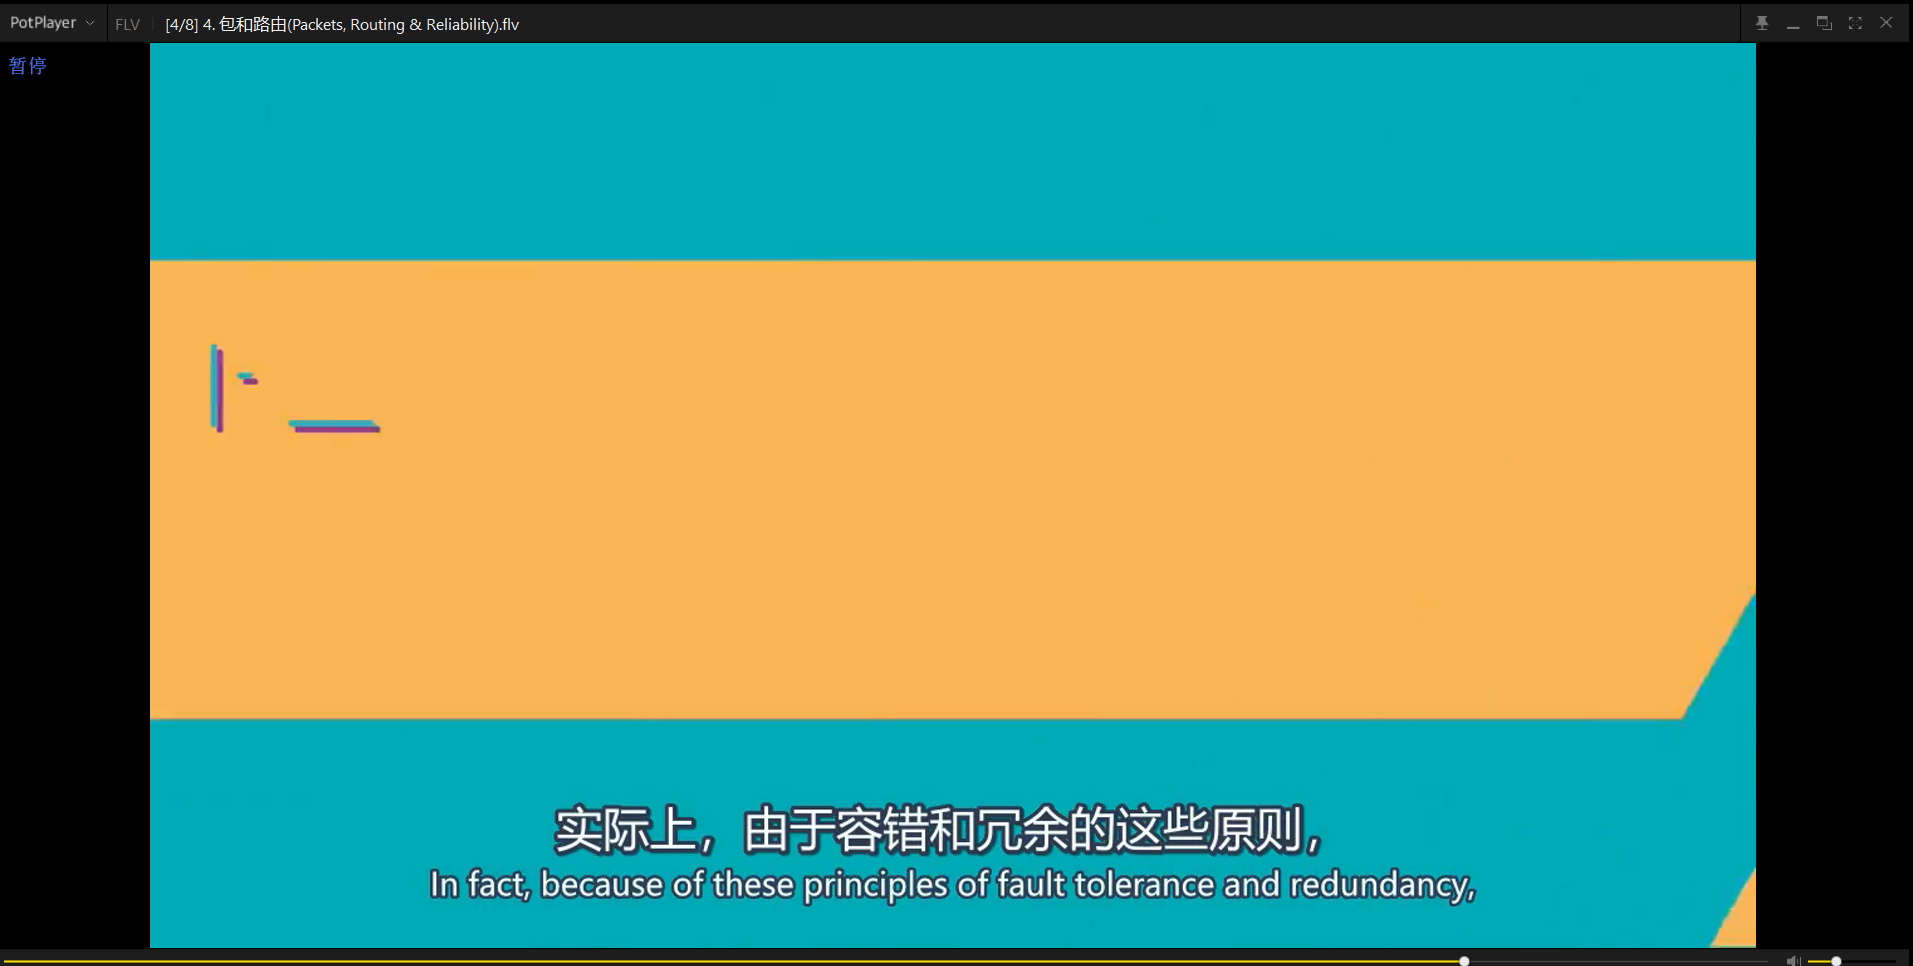 PotPlayer FLV [4/8] 4. 包和路由(Packets, Routing & Reliability).flv
暂停
实际上，由于容错和冗余的这些原则，
In fact, because of these principles of fault tolerance and redundancy,